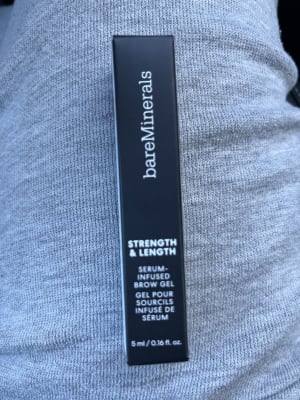 bareMinerals
STRENGTH
& LENGTH
SERUM-
INFUSED
BROW GEL
GEL POUR
SOURCILS
INFUSÉ DE
SÉRUM
5 ml / 0.16 fl. oz.